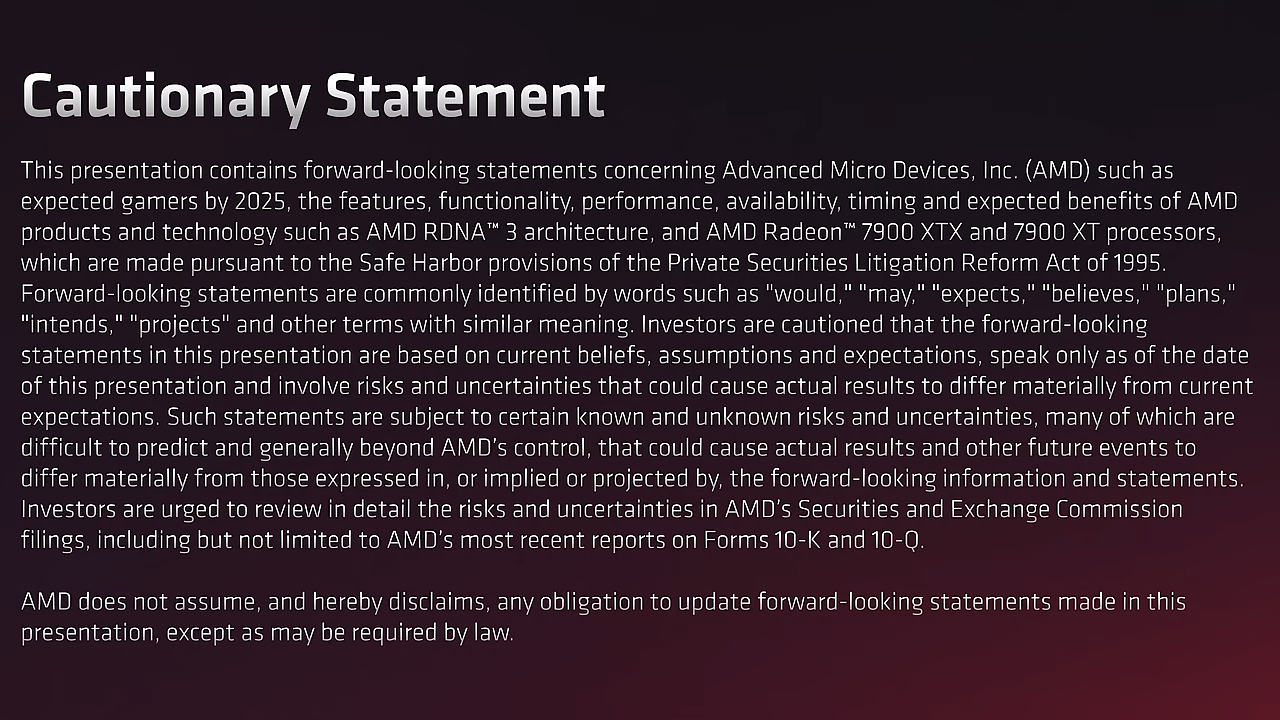 Cautionary Statement
This presentation contains forward-looking statements concerning Advanced Micro Devices, Inc. (AMD) such as
expected gamers by 2025, the features, functionality, performance, availability, timing and expected benefits of AMD
products and technology such as AMD RDNA™ 3 architecture, and AMD Radeon™ 7900 XTX and 7900 XT processors,
which are made pursuant to the Safe Harbor provisions of the Private Securities Litigation Reform Act of 1995.
Forward-looking statements are commonly identified by words such as "would," "may," "expects," "believes," "plans,"
"intends," "projects" and other terms with similar meaning. Investors are cautioned that the forward-looking
statements in this presentation are based on current beliefs, assumptions and expectations, speak only as of the date
of this presentation and involve risks and uncertainties that could cause actual results to differ materially from current
expectations. Such statements are subject to certain known and unknown risks and uncertainties, many of which are
difficult to predict and generally beyond AMD's control, that could cause actual results and other future events to
differ materially from those expressed in, or implied or projected by, the forward-looking information and statements.
Investors are urged to review in detail the risks and uncertainties in AMD's Securities and Exchange Commission
filings, including but not limited to AMD's most recent reports on Forms 10-K and 10-Q.
AMD does not assume, and hereby disclaims, any obligation to update forward-looking statements made in this
presentation, except as may be required by law.